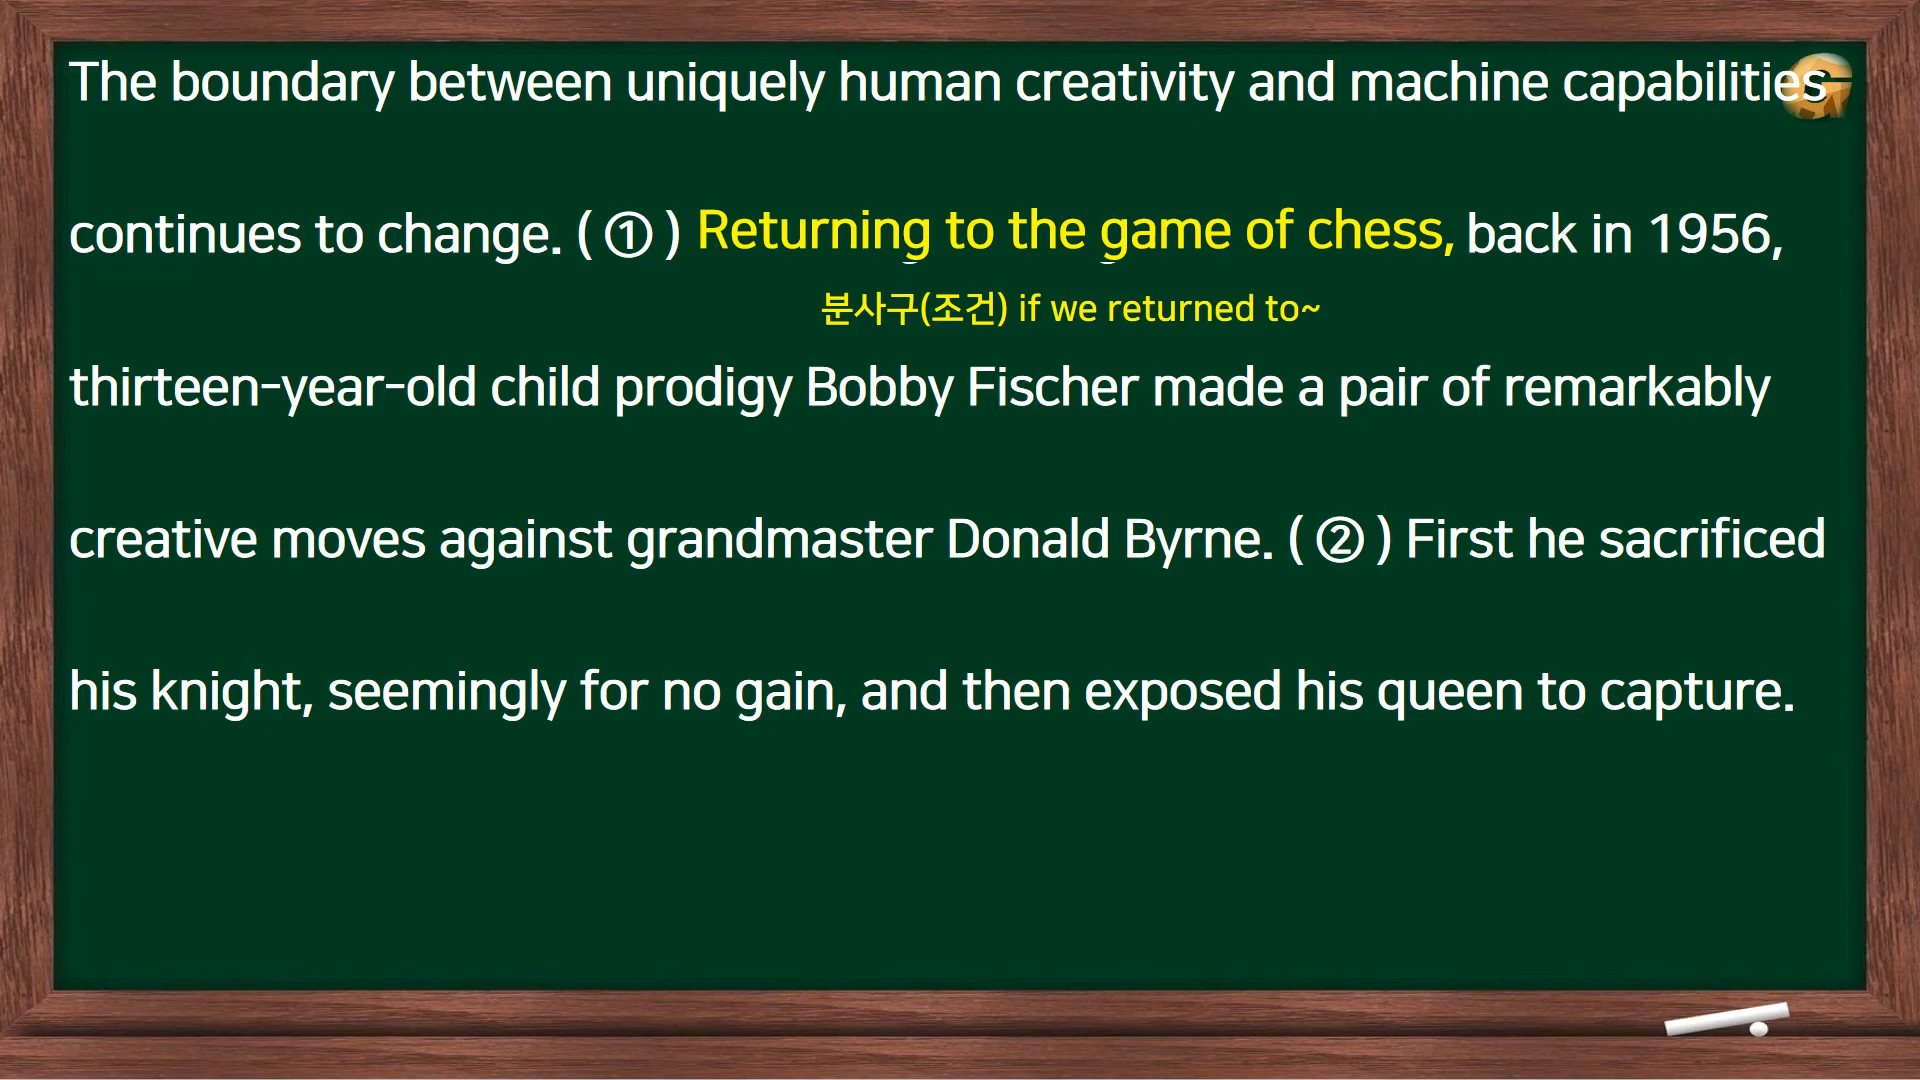 The boundary between uniquely human creativity and machine capabilities
continues to change. ( ① ) Returning to the game of chess, back in 1956,
분사구(조건) if we returned to~
thirteen-year-old child prodigy Bobby Fischer made a pair of remarkably
creative moves against grandmaster Donald Byrne. ( ② ) First he sacrificed
his knight, seemingly for no gain, and then exposed his queen to capture.